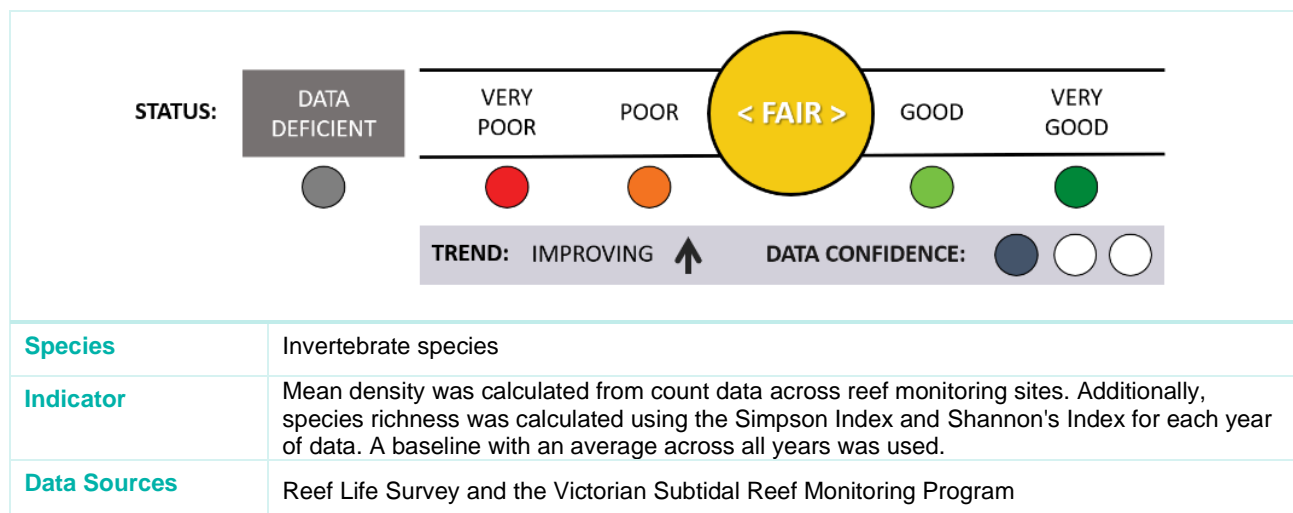 STATUS:
DATA
DEFICIENT
VERY
POOR
POOR
< FAIR >
GOOD
VERY
GOOD
TREND: IMPROVING
DATA CONFIDENCE:
Species
Invertebrate species
Indicator
Mean density was calculated from count data across reef monitoring sites. Additionally,
species richness was calculated using the Simpson Index and Shannon's Index for each year
of data. A baseline with an average across all years was used.
Data Sources
Reef Life Survey and the Victorian Subtidal Reef Monitoring Program